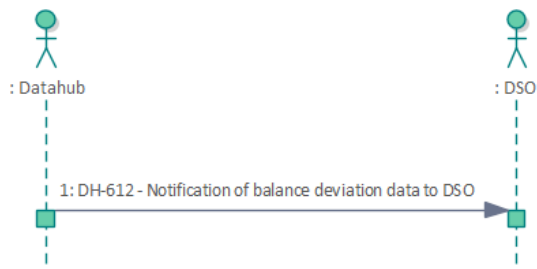 : Datahub
: DSO
1: DH-612 - Notification of balance deviation data to DSO